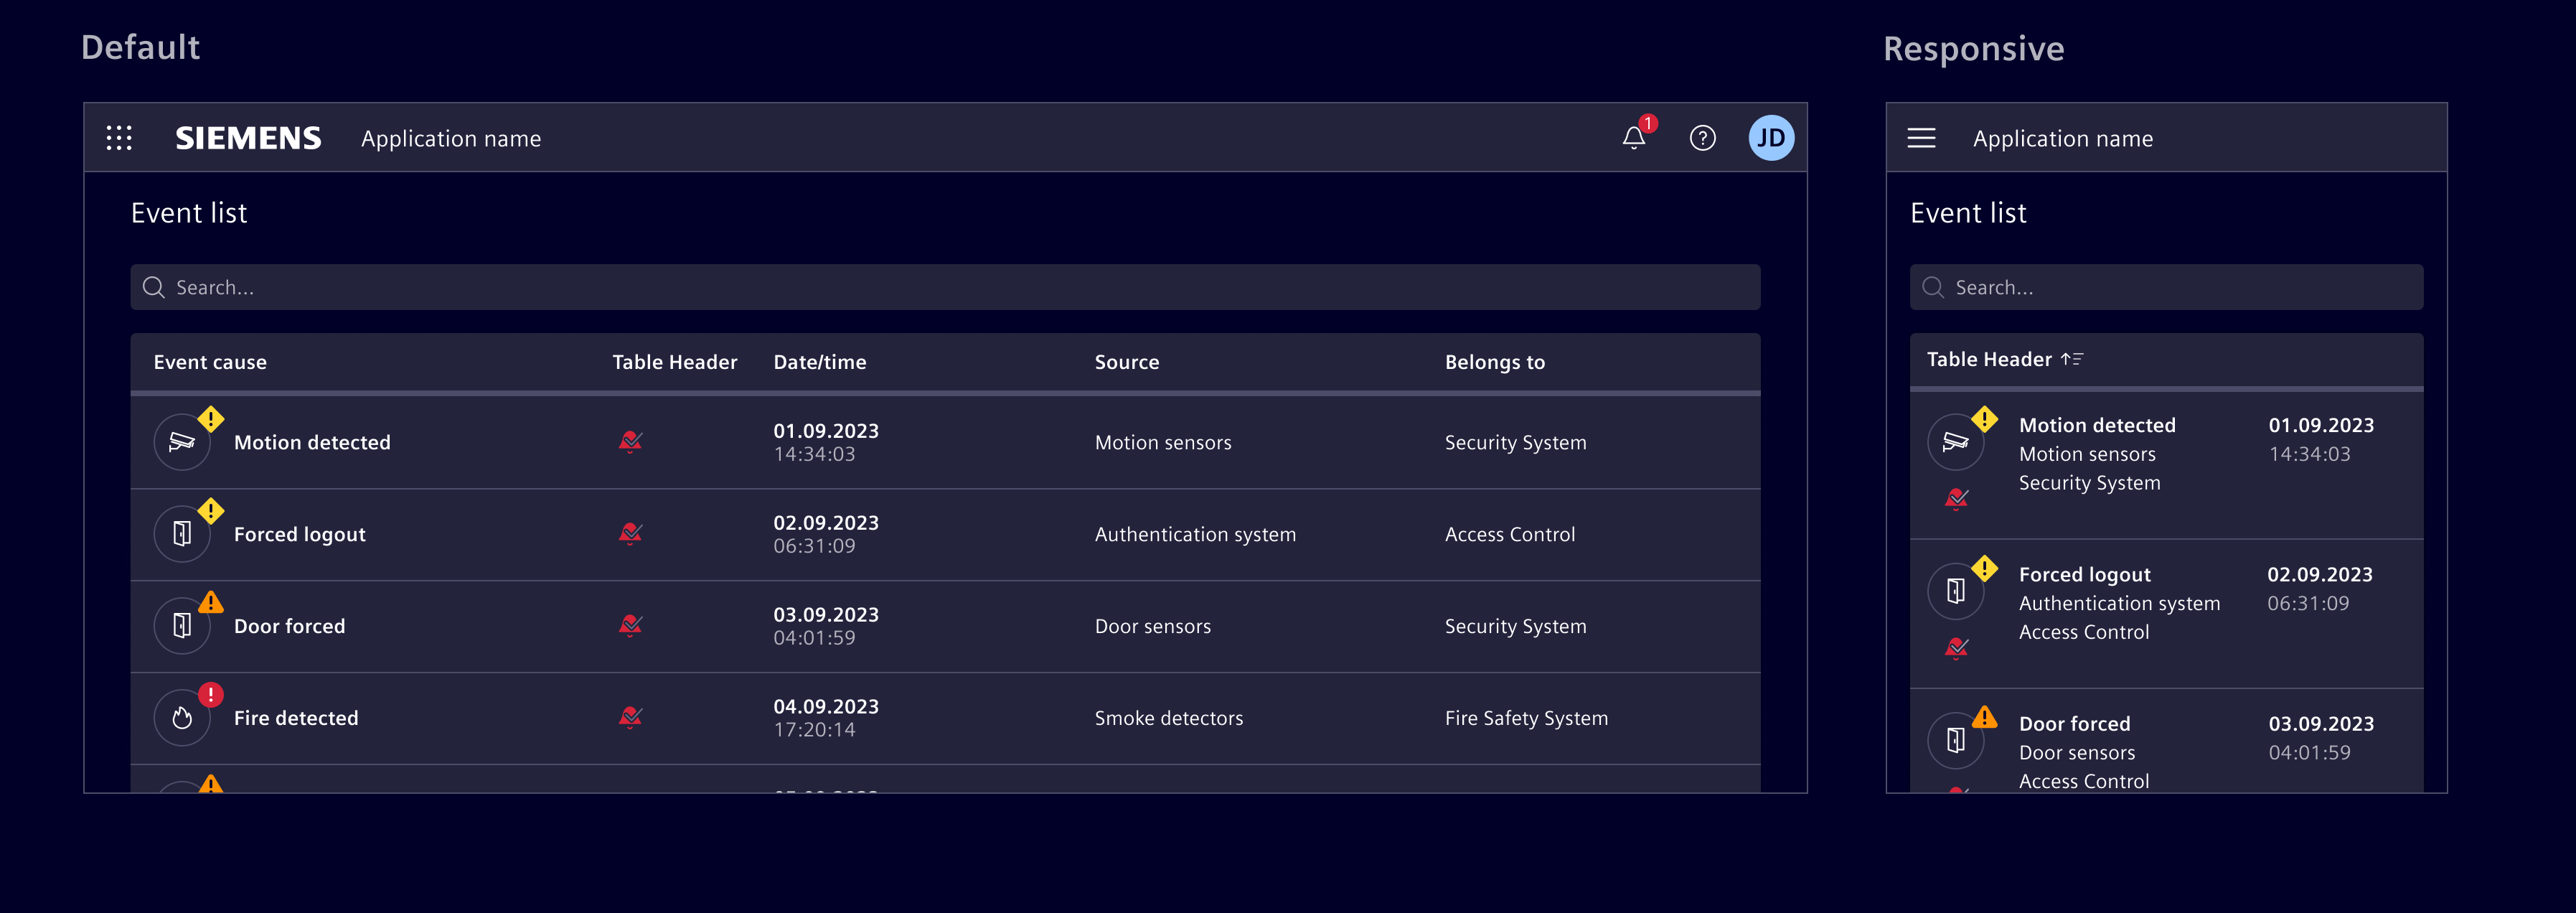 Default
SIEMENS Application name 1 JD
Event list
Search...
Event cause Table Header Date/time Source Belongs to
Motion detected 01.09.2023 14:34:03 Motion sensors Security System
Forced logout 02.09.2023 06:31:09 Authentication system Access Control
Door forced 03.09.2023 04:01:59 Door sensors Security System
Fire detected 04.09.2023 17:20:14 Smoke detectors Fire Safety System
Responsive
Application name
Event list
Search...
Table Header
Motion detected 01.09.2023
Motion sensors 14:34:03
Security System
Forced logout 02.09.2023
Authentication system 06:31:09
Access Control
Door forced 03.09.2023
Door sensors 04:01:59
Access Control